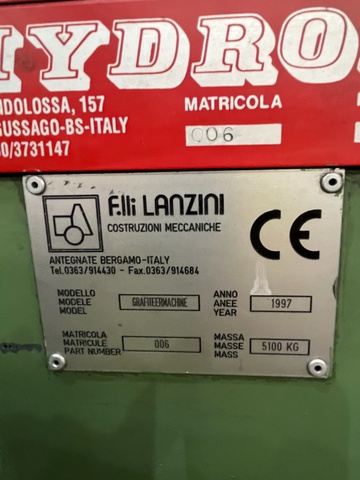 HYDRO
NDOLOSSA, 157
MATRICOLA
GUSSAGO-BS-ITALY
006
0/3731147
F.lli LANZINI
COSTRUZIONI MECCANICHE
CE
ANTEGNATE BERGAMO-ITALY
Tel.0363/914430 - Fax.0363/914684
MODELLO
MODELE
MODEL
GRAFITEERMACHINE
ANNO
ANEE
YEAR
1997
MATRICOLA
MATRICULE
PART NUMBER
006
MASSA
MASSE
MASS
5100 KG